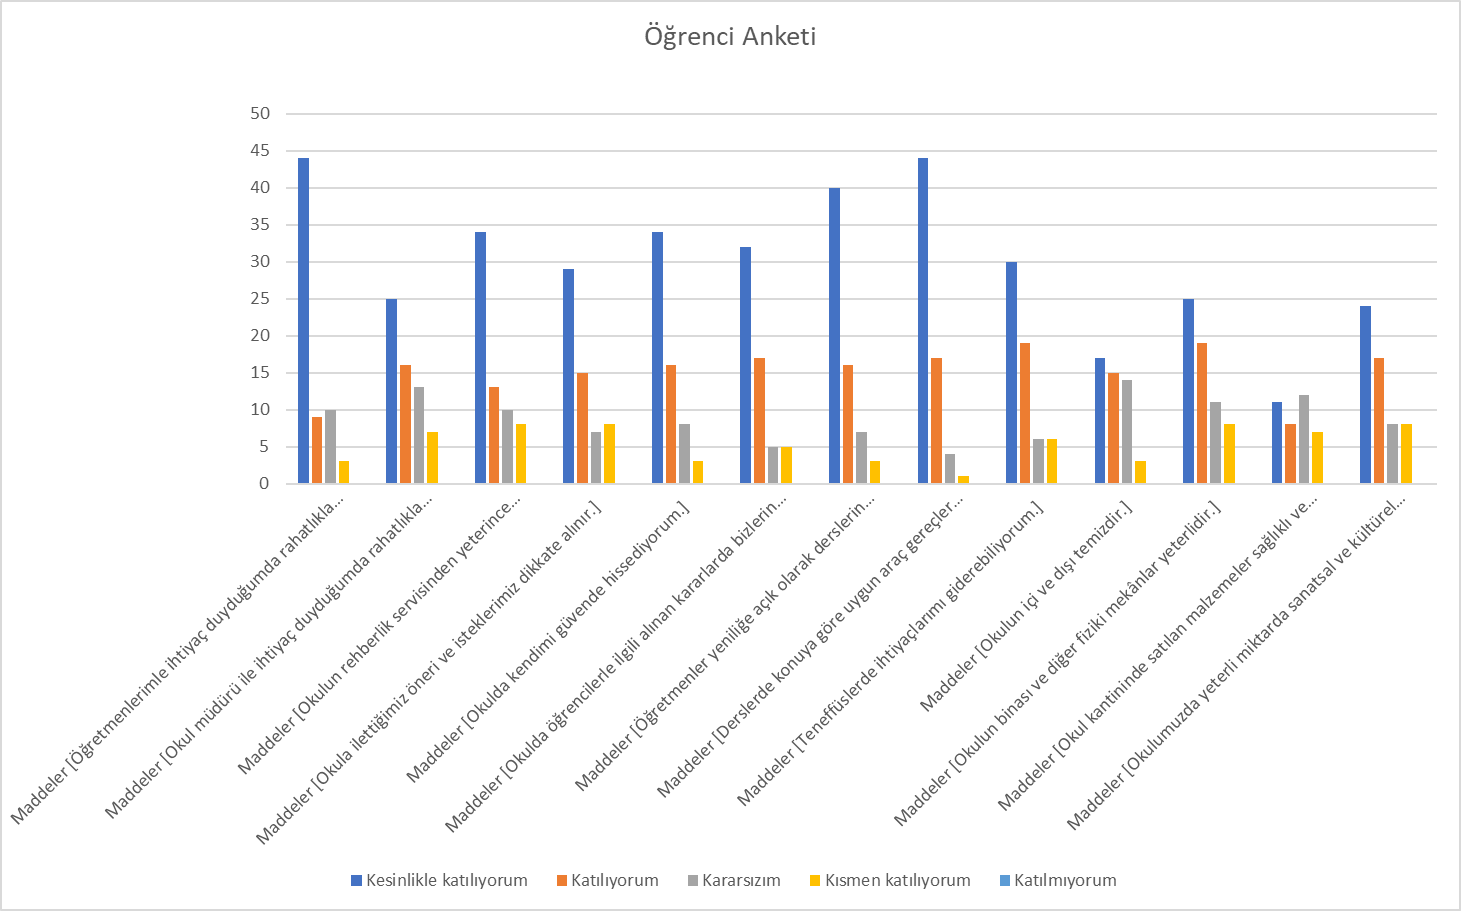 Öğrenci Anketi
50
45
40
35
30
25
20
15
10
5
0
Maddeler [Öğretmenlerimle ihtiyaç duyduğumda rahatlıkla...
Maddeler [Okul müdürü ile ihtiyaç duyduğumda rahatlıkla...
Maddeler [Okulun rehberlik servisinden yeterince...
Maddeler [Okula ilettiğimiz öneri ve isteklerimiz dikkate alınır.]
Maddeler [Okulda kendimi güvende hissediyorum.]
Maddeler [Okulda öğrencilerle ilgili alınan kararlarda bizlerin...
Maddeler [Öğretmenler yeniliğe açık olarak derslerin...
Maddeler [Derslerde konuya göre uygun araç gereçler...
Maddeler [Teneffüslerde ihtiyaçlarımı giderebiliyorum.]
Maddeler [Okulun içi ve dışı temizdir.]
Maddeler [Okulun binası ve diğer fiziki mekânlar yeterlidir.]
Maddeler [Okul kantininde satılan malzemeler sağlıklı ve...
Maddeler [Okulumuzda yeterli miktarda sanatsal ve kültürel...
Kesinlikle katılıyorum Katılıyorum Kararsızım Kısmen katılıyorum Katılmıyorum